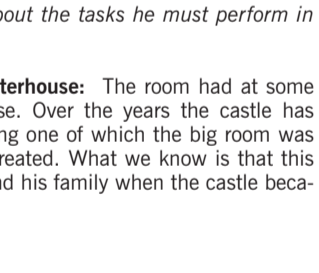 out the tasks he must perform in
terhouse: The room had at some
se. Over the years the castle has
ng one of which the big room was
reated. What we know is that this
d his family when the castle beca-